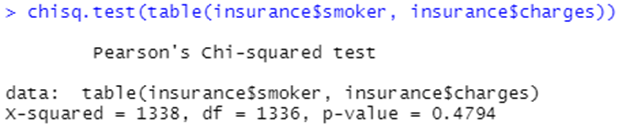 > chisq.test(table(insurance$smoker, insurance$charges))
Pearson's Chi-squared test
data:  table(insurance$smoker, insurance$charges)
X-squared = 1338, df = 1336, p-value = 0.4794